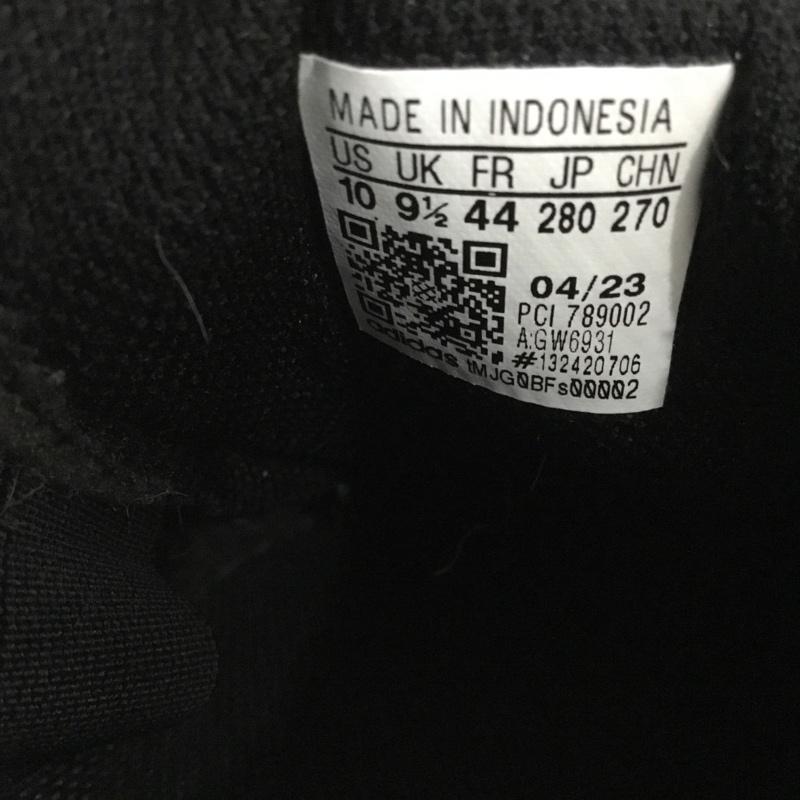 MADE IN INDONESIA
US UK FR JP CHN
10 9½ 44 280 270
04/23
PCI 789002
A:GW6931
#132420706
adidas tMJG0BFs00002